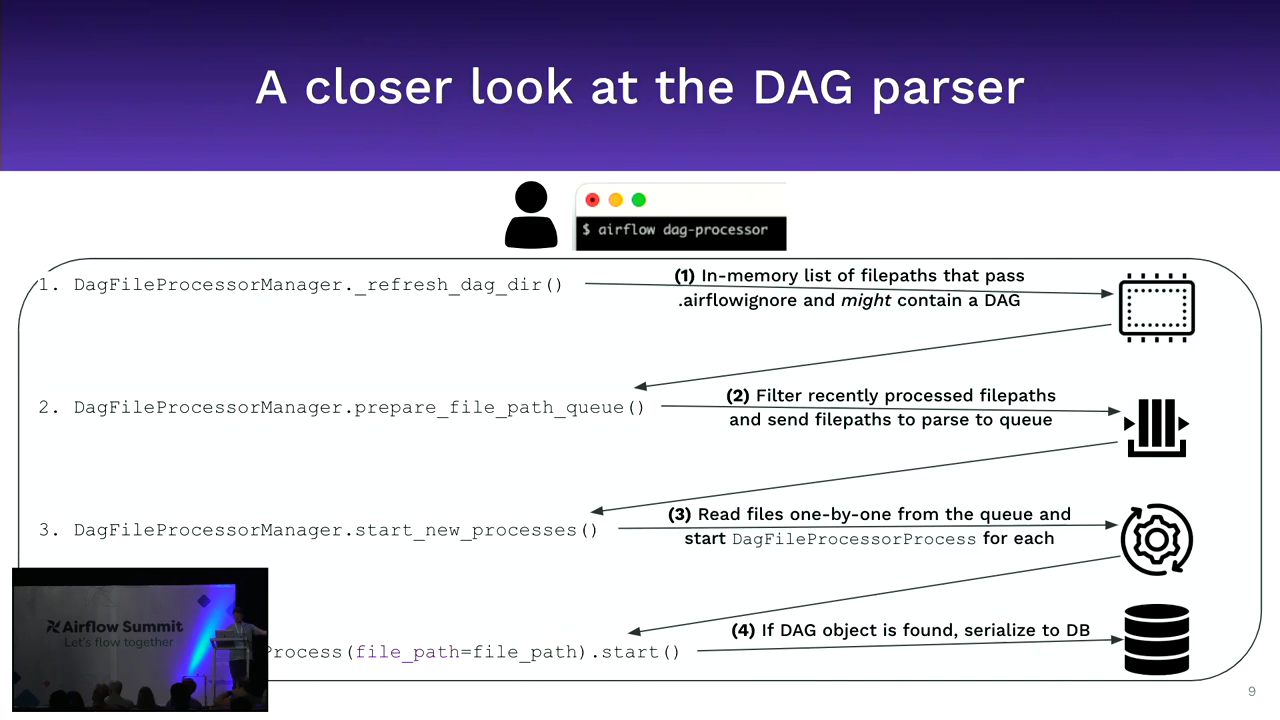 A closer look at the DAG parser
$ airflow dag-processor
1. DagFileProcessorManager._refresh_dag_dir()
(1) In-memory list of filepaths that pass
.airflowignore and might contain a DAG
2. DagFileProcessorManager.prepare_file_path_queue()
(2) Filter recently processed filepaths
and send filepaths to parse to queue
3. DagFileProcessorManager.start_new_processes()
(3) Read files one-by-one from the queue and
start DagFileProcessorProcess for each
Process(file_path=file_path).start()
(4) If DAG object is found, serialize to DB
Airflow Summit
Let's flow together
9